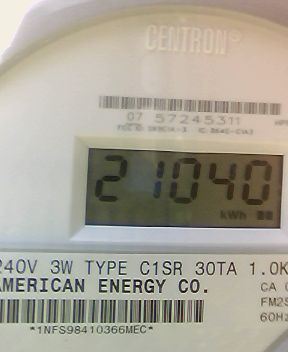 CENTRON®
07 57245311
21040
kWh
240V 3W TYPE C1SR 30TA 1.0K
AMERICAN ENERGY CO.
CA
FM2S
60Hz
*1NFS98410366MEC*